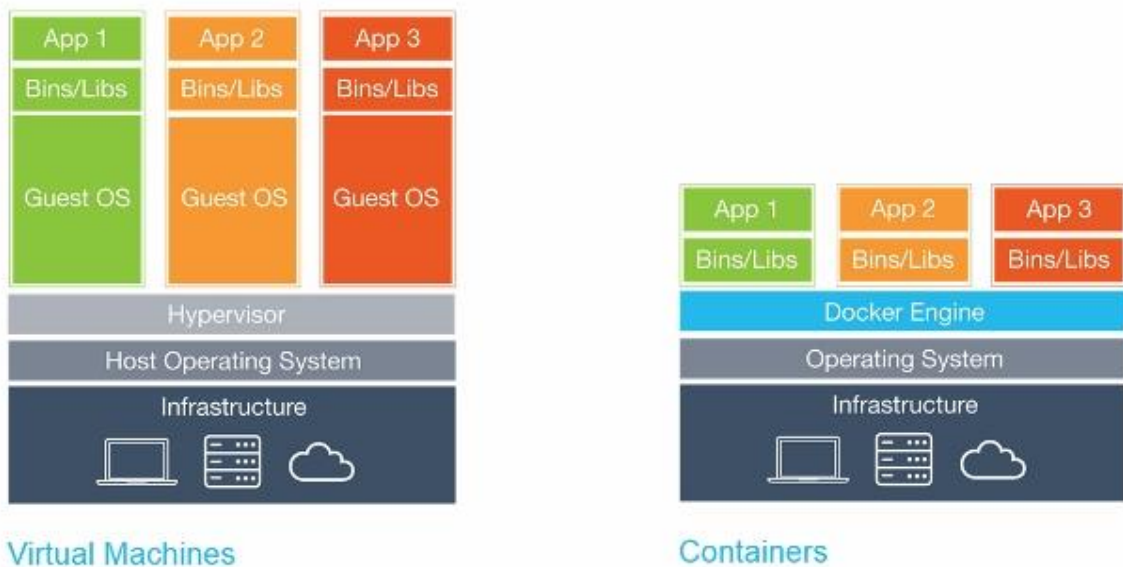 App 1
App 2
App 3
Bins/Libs
Bins/Libs
Bins/Libs
Guest OS
Guest OS
Guest OS
Hypervisor
Host Operating System
Infrastructure
Virtual Machines
App 1
App 2
App 3
Bins/Libs
Bins/Libs
Bins/Libs
Docker Engine
Operating System
Infrastructure
Containers